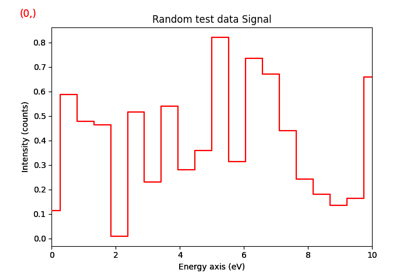 (0,)
Random test data Signal
0.8
0.7
0.6
0.5
0.4
0.3
0.2
0.1
0.0
Intensity (counts)
0 2 4 6 8 10
Energy axis (eV)